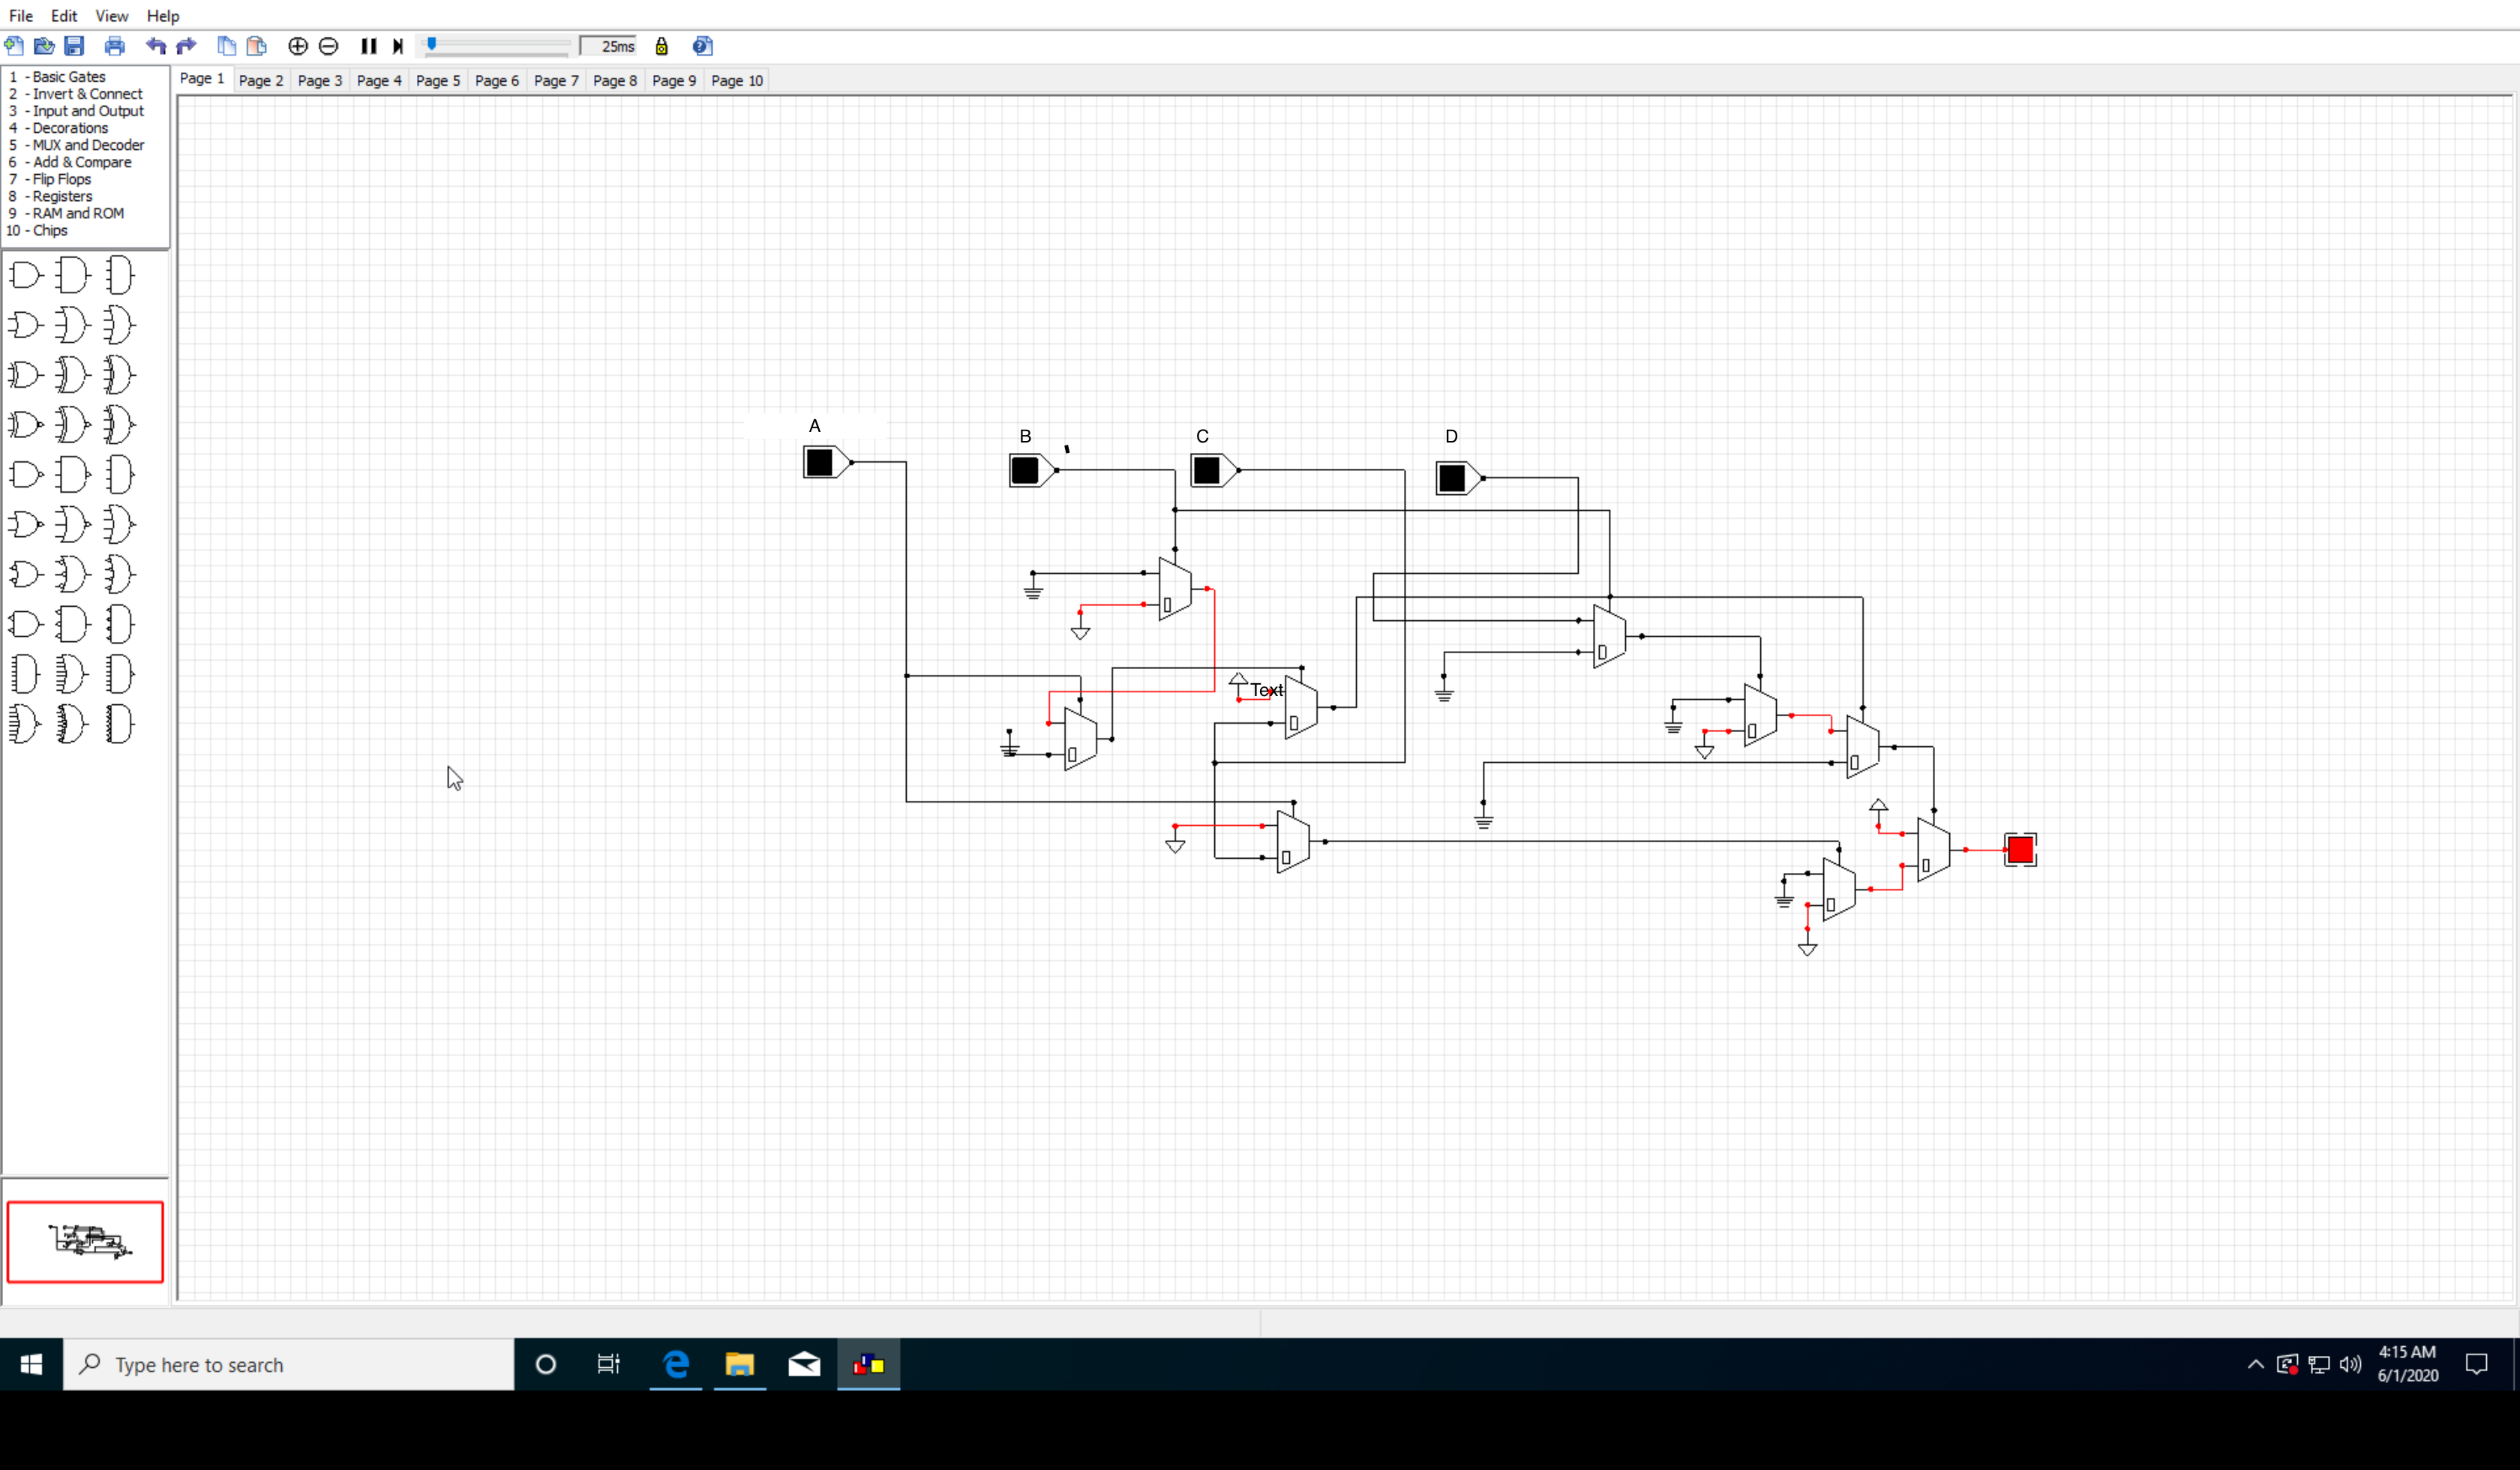 File Edit View Help
25ms
1 - Basic Gates
2 - Invert & Connect
3 - Input and Output
4 - Decorations
5 - MUX and Decoder
6 - Add & Compare
7 - Flip Flops
8 - Registers
9 - RAM and ROM
10 - Chips
Page 1 Page 2 Page 3 Page 4 Page 5 Page 6 Page 7 Page 8 Page 9 Page 10
A
B C D
Text
Type here to search
4:15 AM
6/1/2020